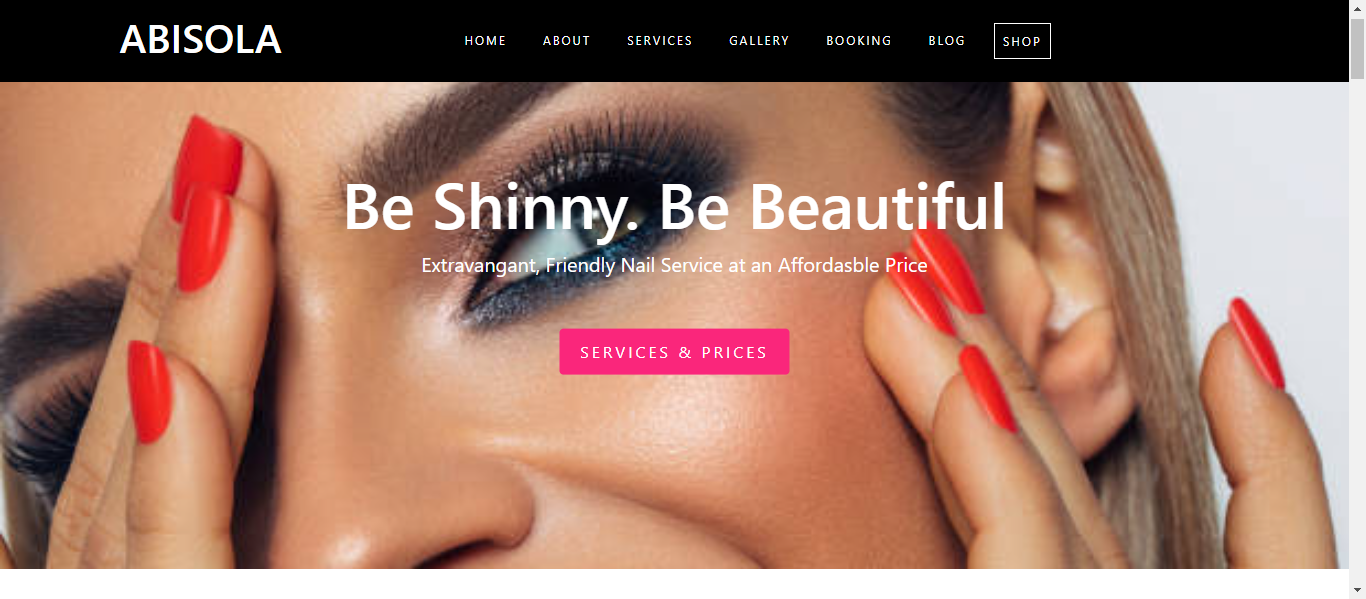 ABISOLA
HOME ABOUT SERVICES GALLERY BOOKING BLOG SHOP
Be Shinny. Be Beautiful
Extravangant, Friendly Nail Service at an Affordasble Price
SERVICES & PRICES